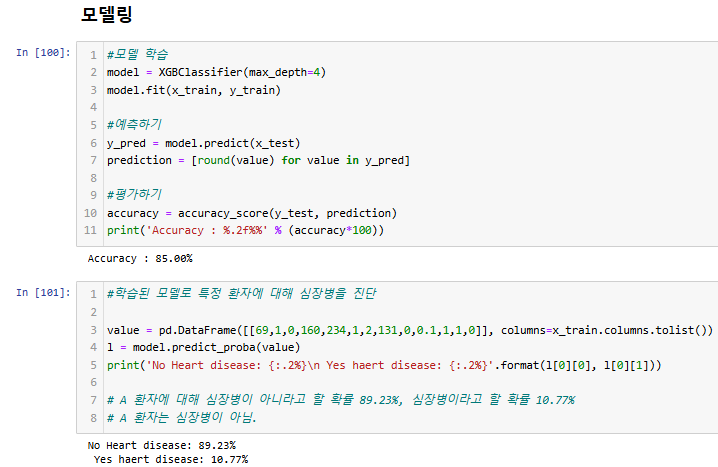 모델링
In [100]:
1 #모델 학습
2 model = XGBClassifier(max_depth=4)
3 model.fit(x_train, y_train)
4
5 #예측하기
6 y_pred = model.predict(x_test)
7 prediction = [round(value) for value in y_pred]
8
9 #평가하기
10 accuracy = accuracy_score(y_test, prediction)
11 print('Accuracy : %.2f%%' % (accuracy*100))
Accuracy : 85.00%
In [101]:
1 #학습된 모델로 특정 환자에 대해 심장병을 진단
2
3 value = pd.DataFrame([[69,1,0,160,234,1,2,131,0,0.1,1,1,0]], columns=x_train.columns.tolist())
4 l = model.predict_proba(value)
5 print('No Heart disease: {:.2%}\n Yes haert disease: {:.2%}'.format(l[0][0], l[0][1]))
6
7 # A 환자에 대해 심장병이 아니라고 할 확률 89.23%, 심장병이라고 할 확률 10.77%
8 # A 환자는 심장병이 아님.
No Heart disease: 89.23%
Yes haert disease: 10.77%